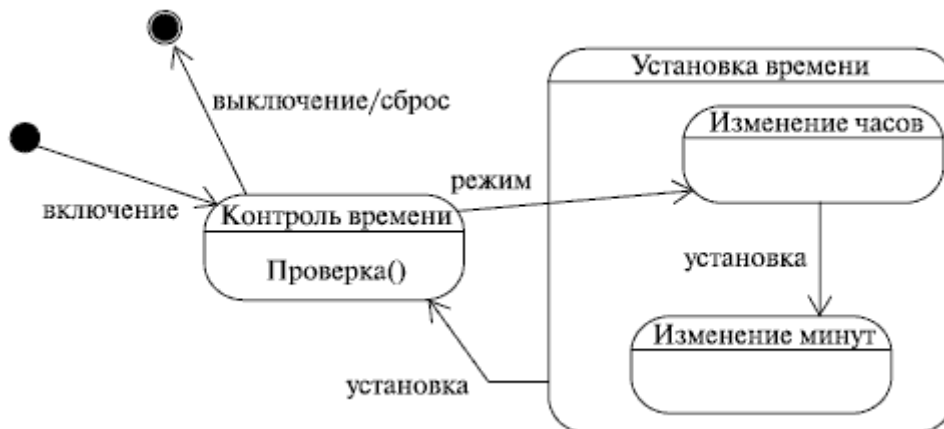 Установка времени
выключение/сброс
Изменение часов
режим
включение
Контроль времени
установка
Проверка()
Изменение минут
установка